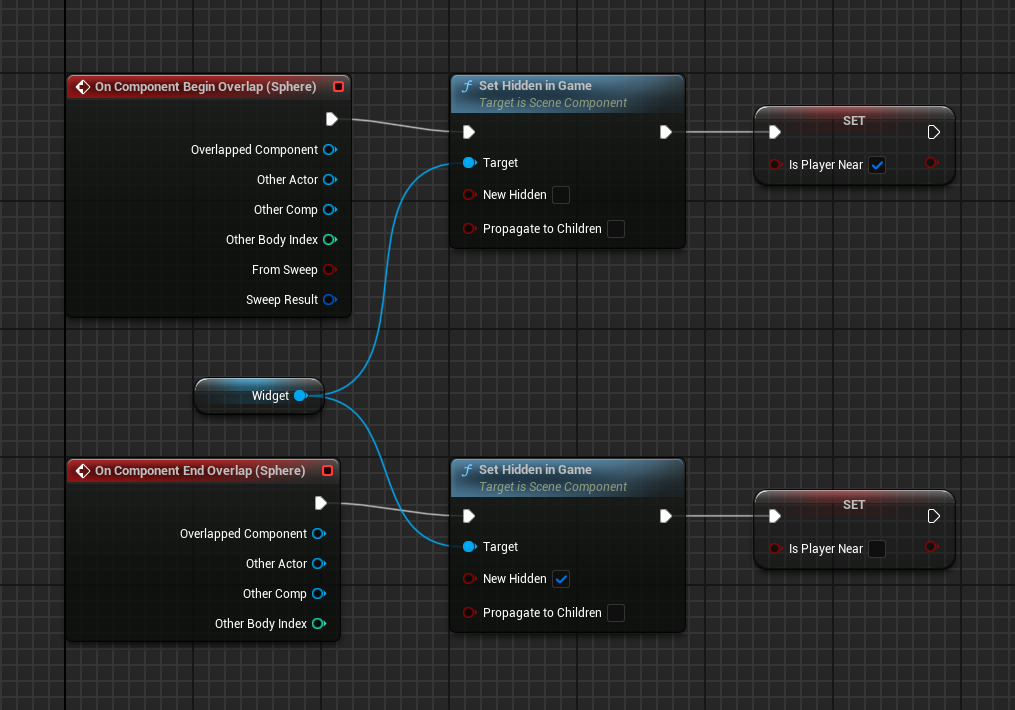 On Component Begin Overlap (Sphere)
Overlapped Component
Other Actor
Other Comp
Other Body Index
From Sweep
Sweep Result
Set Hidden in Game
Target is Scene Component
Target
New Hidden
Propagate to Children
SET
Is Player Near
Widget
On Component End Overlap (Sphere)
Overlapped Component
Other Actor
Other Comp
Other Body Index
Set Hidden in Game
Target is Scene Component
Target
New Hidden
Propagate to Children
SET
Is Player Near